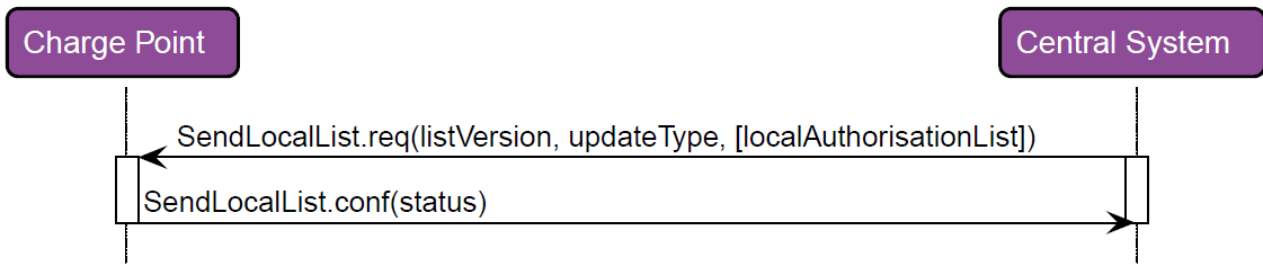 Charge Point
Central System
SendLocalList.req(listVersion, updateType, [localAuthorisationList])
SendLocalList.conf(status)